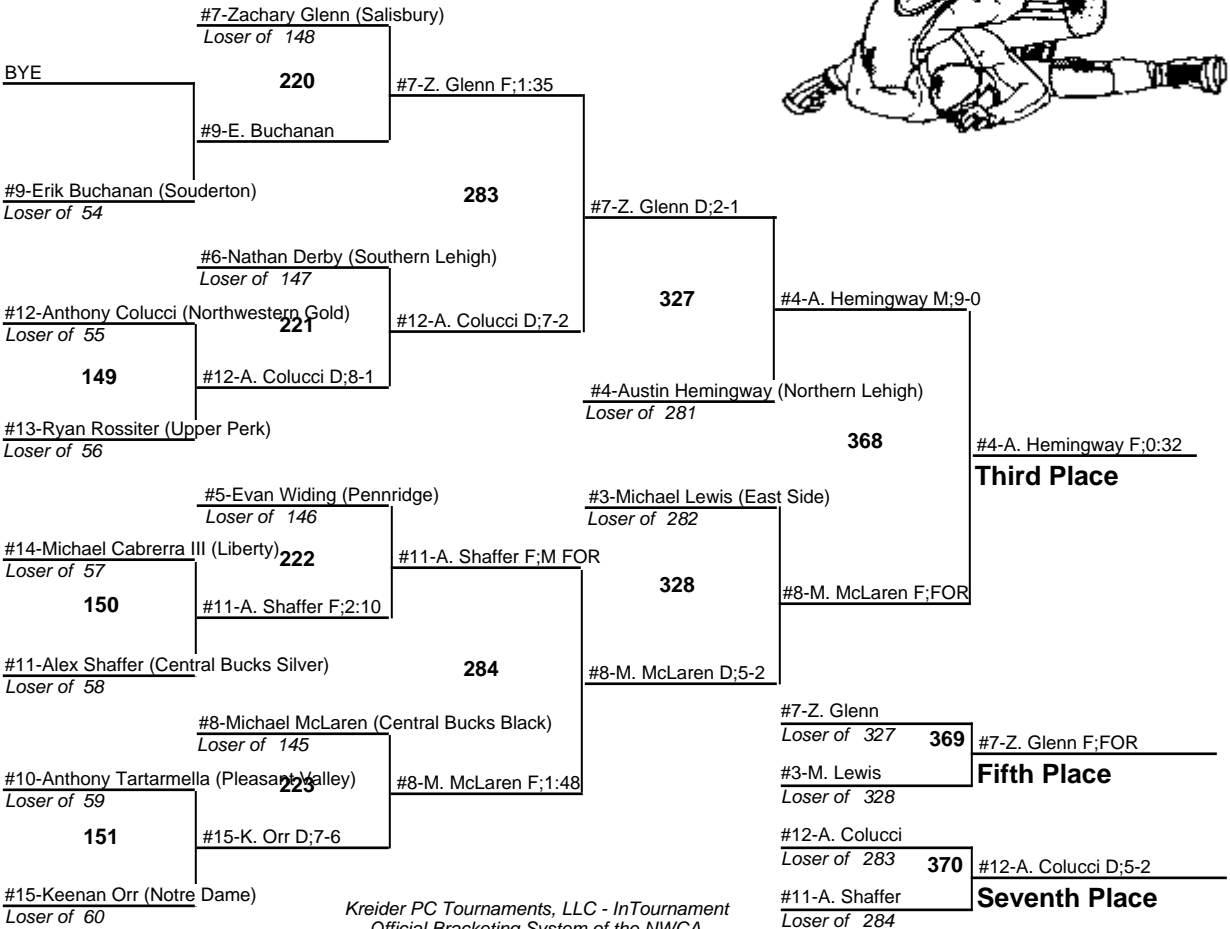 #7-Zachary Glenn (Salisbury)
Loser of 148
BYE
220
#7-Z. Glenn F;1:35
#9-E. Buchanan
#9-Erik Buchanan (Souderton)
Loser of 54
283
#7-Z. Glenn D;2-1
#6-Nathan Derby (Southern Lehigh)
Loser of 147
#12-Anthony Colucci (Northwestern Gold)
Loser of 55
221
#12-A. Colucci D;7-2
327
#4-A. Hemingway M;9-0
149
#12-A. Colucci D;8-1
#4-Austin Hemingway (Northern Lehigh)
Loser of 281
#13-Ryan Rossiter (Upper Perk)
Loser of 56
368
#4-A. Hemingway F;0:32
Third Place
#5-Evan Widing (Pennridge)
Loser of 146
#3-Michael Lewis (East Side)
Loser of 282
#14-Michael Cabrerra III (Liberty)
Loser of 57
222
#11-A. Shaffer F;M FOR
328
#8-M. McLaren F;FOR
150
#11-A. Shaffer F;2:10
#11-Alex Shaffer (Central Bucks Silver)
Loser of 58
284
#8-M. McLaren D;5-2
#8-Michael McLaren (Central Bucks Black)
Loser of 145
#7-Z. Glenn
Loser of 327
369
#7-Z. Glenn F;FOR
Fifth Place
#3-M. Lewis
Loser of 328
#10-Anthony Tartarmella (Pleasant Valley)
Loser of 59
223
#8-M. McLaren F;1:48
151
#15-K. Orr D;7-6
#12-A. Colucci
Loser of 283
370
#12-A. Colucci D;5-2
Seventh Place
#11-A. Shaffer
Loser of 284
#15-Keenan Orr (Notre Dame)
Loser of 60
Kreider PC Tournaments, LLC - InTournament
Official Bracketing System of the NWCA